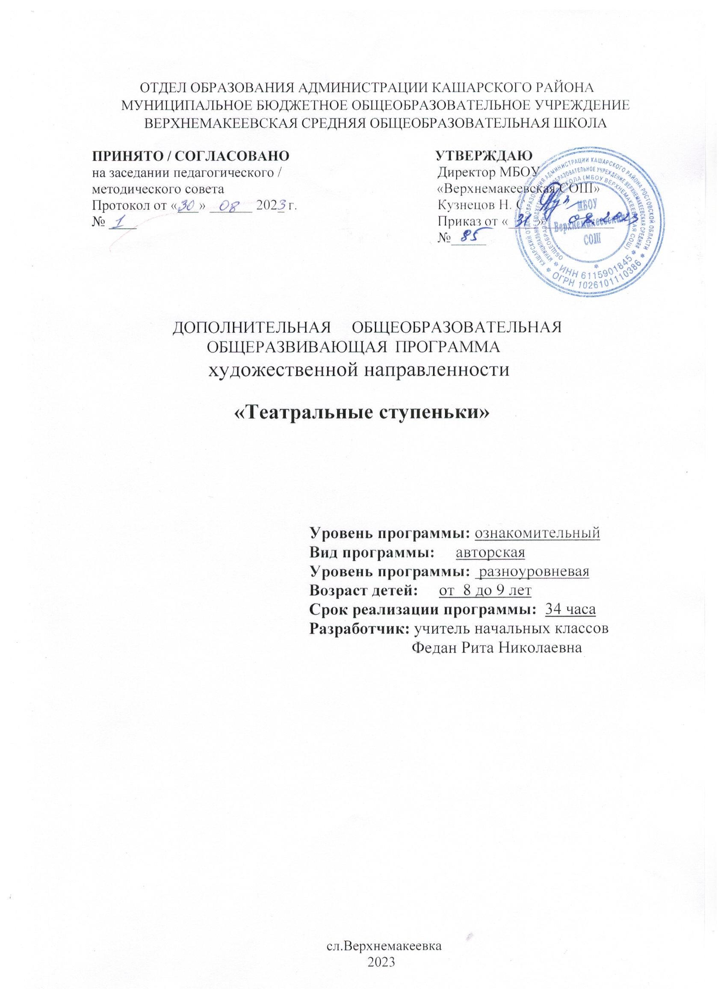 ОТДЕЛ ОБРАЗОВАНИЯ АДМИНИСТРАЦИИ КАШАРСКОГО РАЙОНА
МУНИЦИПАЛЬНОЕ БЮДЖЕТНОЕ ОБЩЕОБРАЗОВАТЕЛЬНОЕ УЧРЕЖДЕНИЕ
ВЕРХНЕМАКЕЕВСКАЯ СРЕДНЯЯ ОБЩЕОБРАЗОВАТЕЛЬНАЯ ШКОЛА
ПРИНЯТО / СОГЛАСОВАНО
на заседании педагогического /
методического совета
Протокол от «30» 08 2023 г.
№ 1
УТВЕРЖДАЮ
Директор МБОУ
«Верхнемакеевская СОШ»
Кузнецов Н. С
Приказ от «31» 08.2023
№ 85
МБОУ
Верхнемакеевская
СОШ
КАШАРСКИЙ ОТДЕЛ ОБРАЗОВАНИЯ АДМИНИСТРАЦИИ КАШАРСКОГО РАЙОНА РОСТОВСКОЙ ОБЛАСТИ
МУНИЦИПАЛЬНОЕ БЮДЖЕТНОЕ ОБЩЕОБРАЗОВАТЕЛЬНОЕ УЧРЕЖДЕНИЕ ВЕРХНЕМАКЕЕВСКАЯ СРЕДНЯЯ
ШКОЛА (МБОУ ВЕРХНЕМАКЕЕВСКАЯ СОШ)
ИНН 6115901845
ОГРН 1026101110386
ДОПОЛНИТЕЛЬНАЯ ОБЩЕОБРАЗОВАТЕЛЬНАЯ
ОБЩЕРАЗВИВАЮЩАЯ ПРОГРАММА
художественной направленности
«Театральные ступеньки»
Уровень программы: ознакомительный
Вид программы: авторская
Уровень программы: разноуровневая
Возраст детей: от 8 до 9 лет
Срок реализации программы: 34 часа
Разработчик: учитель начальных классов
Федан Рита Николаевна
сл.Верхнемакеевка
2023